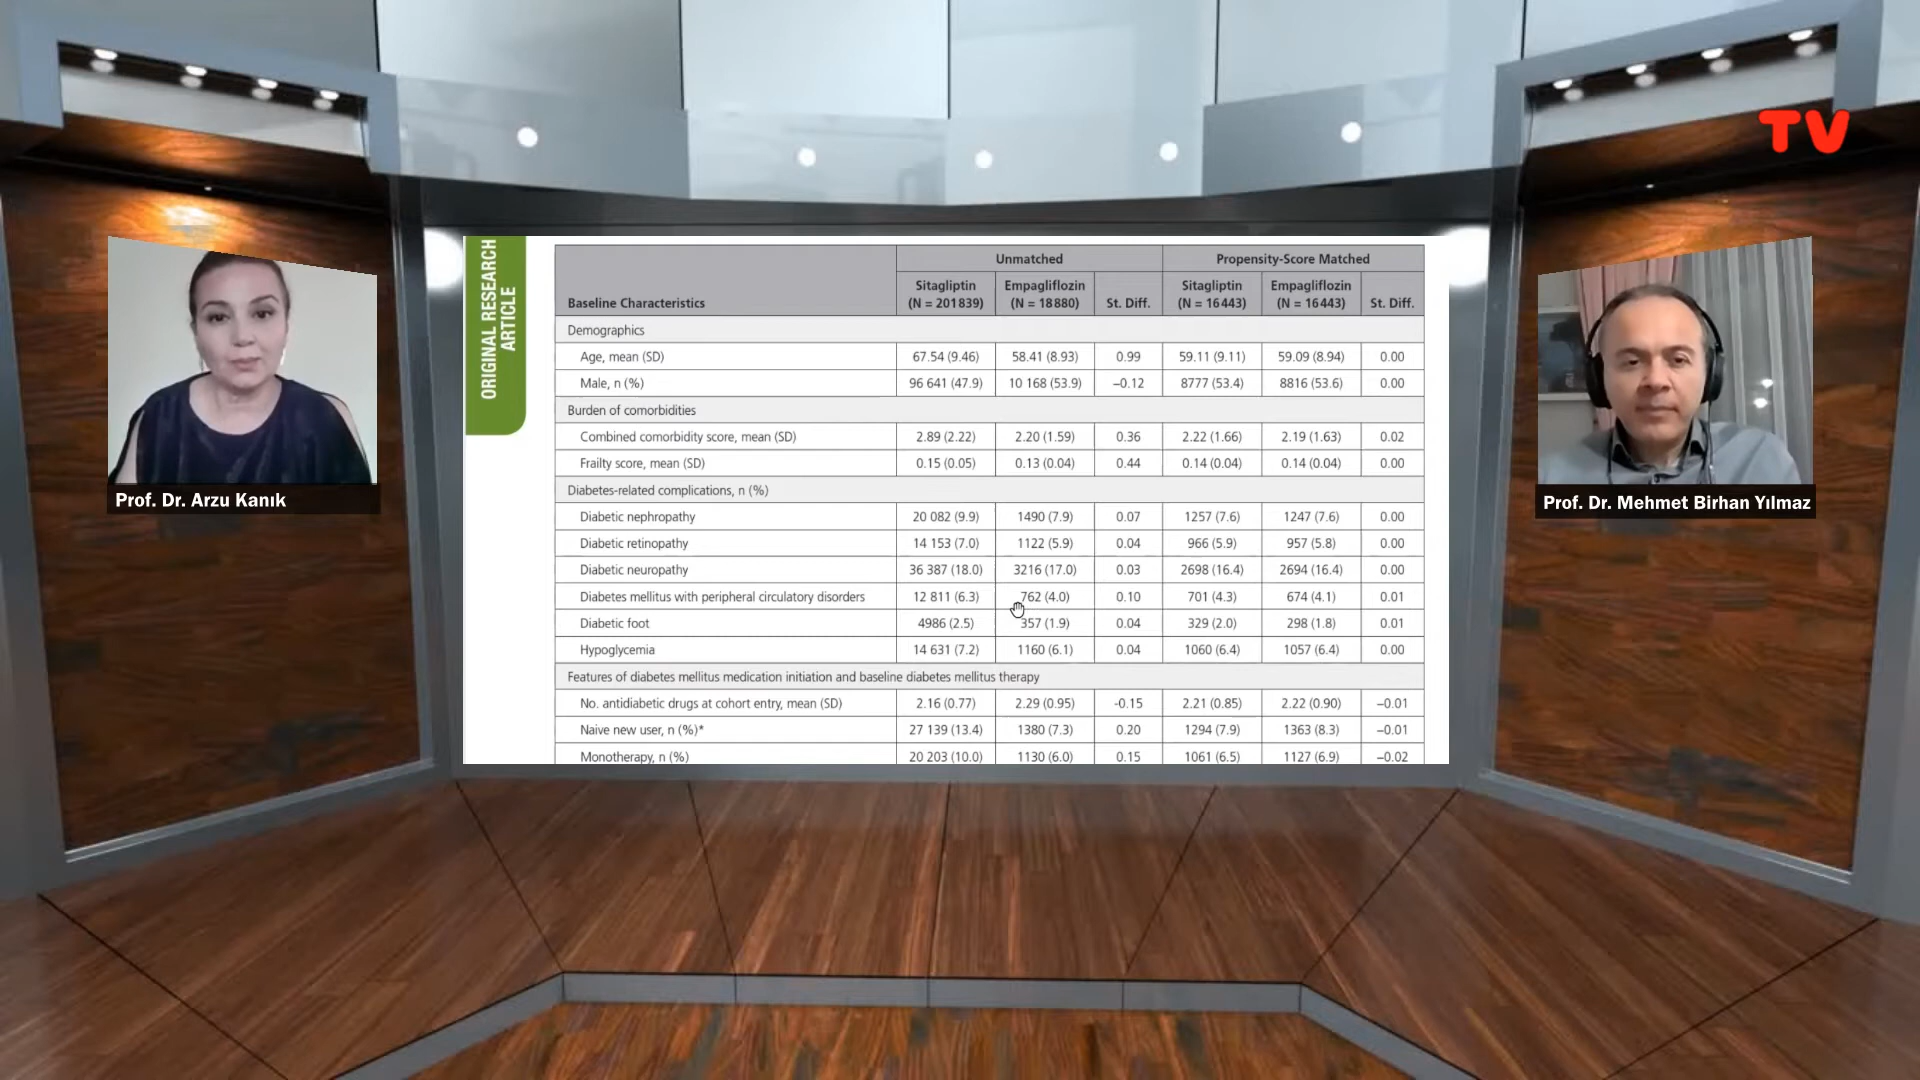 TV
ORIGINAL RESEARCH
ARTICLE
Unmatched Propensity-Score Matched
Baseline Characteristics Sitagliptin (N = 201 839) Empagliflozin (N = 18 880) St. Diff. Sitagliptin (N = 16 443) Empagliflozin (N = 16 443) St. Diff.
Demographics
Age, mean (SD) 67.54 (9.46) 58.41 (8.93) 0.99 59.11 (9.11) 59.09 (8.94) 0.00
Male, n (%) 96 641 (47.9) 10 168 (53.9) –0.12 8777 (53.4) 8816 (53.6) 0.00
Burden of comorbidities
Combined comorbidity score, mean (SD) 2.89 (2.22) 2.20 (1.59) 0.36 2.22 (1.66) 2.19 (1.63) 0.02
Frailty score, mean (SD) 0.15 (0.05) 0.13 (0.04) 0.44 0.14 (0.04) 0.14 (0.04) 0.00
Diabetes-related complications, n (%)
Diabetic nephropathy 20 082 (9.9) 1490 (7.9) 0.07 1257 (7.6) 1247 (7.6) 0.00
Diabetic retinopathy 14 153 (7.0) 1122 (5.9) 0.04 966 (5.9) 957 (5.8) 0.00
Diabetic neuropathy 36 387 (18.0) 3216 (17.0) 0.03 2698 (16.4) 2694 (16.4) 0.00
Diabetes mellitus with peripheral circulatory disorders 12 811 (6.3) 762 (4.0) 0.10 701 (4.3) 674 (4.1) 0.01
Diabetic foot 4986 (2.5) 357 (1.9) 0.04 329 (2.0) 298 (1.8) 0.01
Hypoglycemia 14 631 (7.2) 1160 (6.1) 0.04 1060 (6.4) 1057 (6.4) 0.00
Features of diabetes mellitus medication initiation and baseline diabetes mellitus therapy
No. antidiabetic drugs at cohort entry, mean (SD) 2.16 (0.77) 2.29 (0.95) -0.15 2.21 (0.85) 2.22 (0.90) –0.01
Naive new user, n (%)* 27 139 (13.4) 1380 (7.3) 0.20 1294 (7.9) 1363 (8.3) –0.01
Monotherapy, n (%) 20 203 (10.0) 1130 (6.0) 0.15 1061 (6.5) 1127 (6.9) –0.02
Prof. Dr. Arzu Kanık
Prof. Dr. Mehmet Birhan Yılmaz